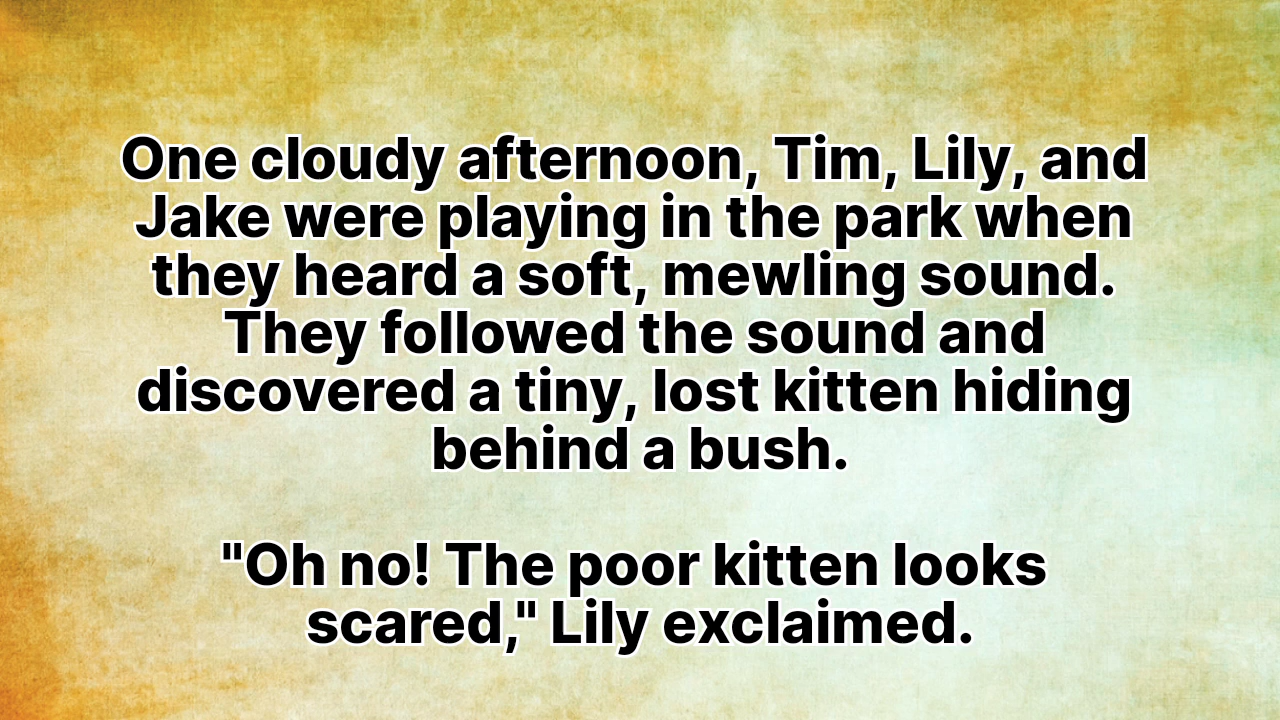 One cloudy afternoon, Tim, Lily, and
Jake were playing in the park when
they heard a soft, mewling sound.
They followed the sound and
discovered a tiny, lost kitten hiding
behind a bush.
"Oh no! The poor kitten looks
scared," Lily exclaimed.